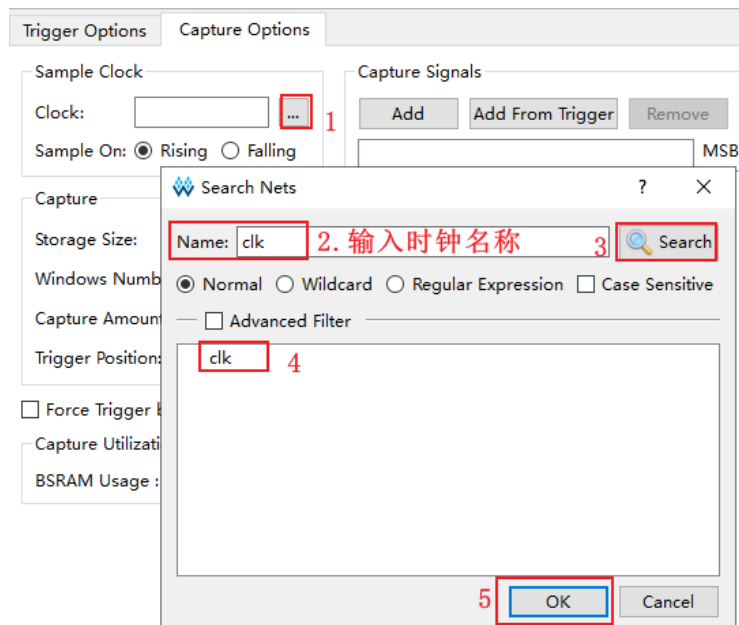 Trigger Options Capture Options
Sample Clock Capture Signals
Clock: ... 1 Add Add From Trigger Remove
Sample On: Rising Falling MSB
Search Nets ? ×
Capture
Storage Size: Name: clk 2.输入时钟名称 3 Search
Windows Numb Normal Wildcard Regular Expression Case Sensitive
Capture Amount Advanced Filter
Trigger Position: clk 4
Force Trigger b
Capture Utilizati
BSRAM Usage :
5 OK Cancel